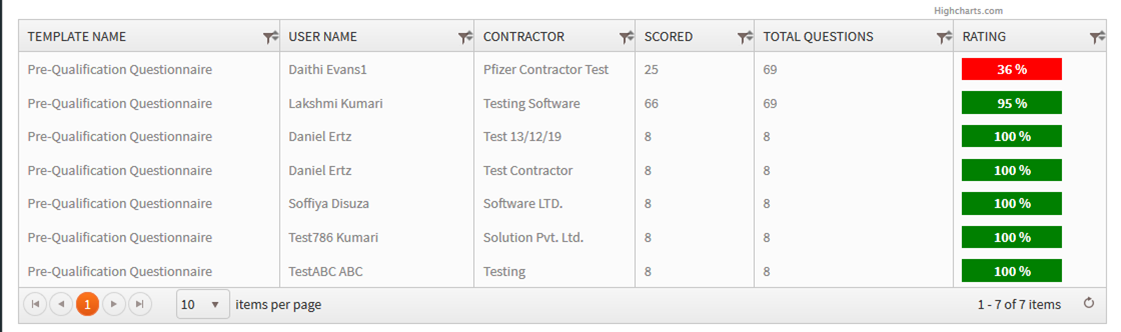 Highcharts.com
TEMPLATE NAME USER NAME CONTRACTOR SCORED TOTAL QUESTIONS RATING
Pre-Qualification Questionnaire Daithi Evans1 Pfizer Contractor Test 25 69 36 %
Pre-Qualification Questionnaire Lakshmi Kumari Testing Software 66 69 95 %
Pre-Qualification Questionnaire Daniel Ertz Test 13/12/19 8 8 100 %
Pre-Qualification Questionnaire Daniel Ertz Test Contractor 8 8 100 %
Pre-Qualification Questionnaire Soffiya Disuza Software LTD. 8 8 100 %
Pre-Qualification Questionnaire Test786 Kumari Solution Pvt. Ltd. 8 8 100 %
Pre-Qualification Questionnaire TestABC ABC Testing 8 8 100 %
1 10 items per page 1 - 7 of 7 items